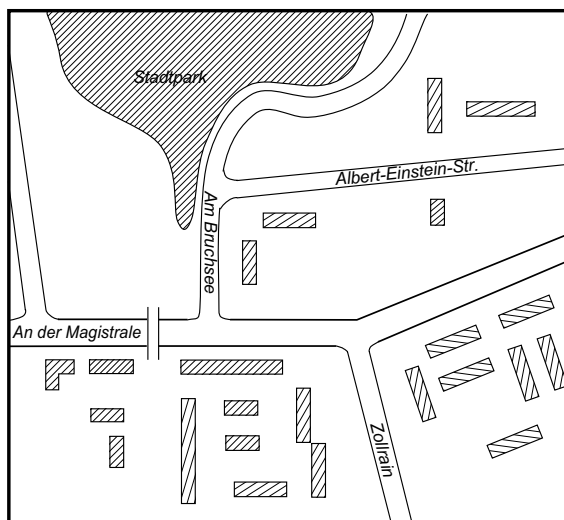 Stadtpark
Albert-Einstein-Str.
Am Bruchsee
An der Magistrale
Zollrain